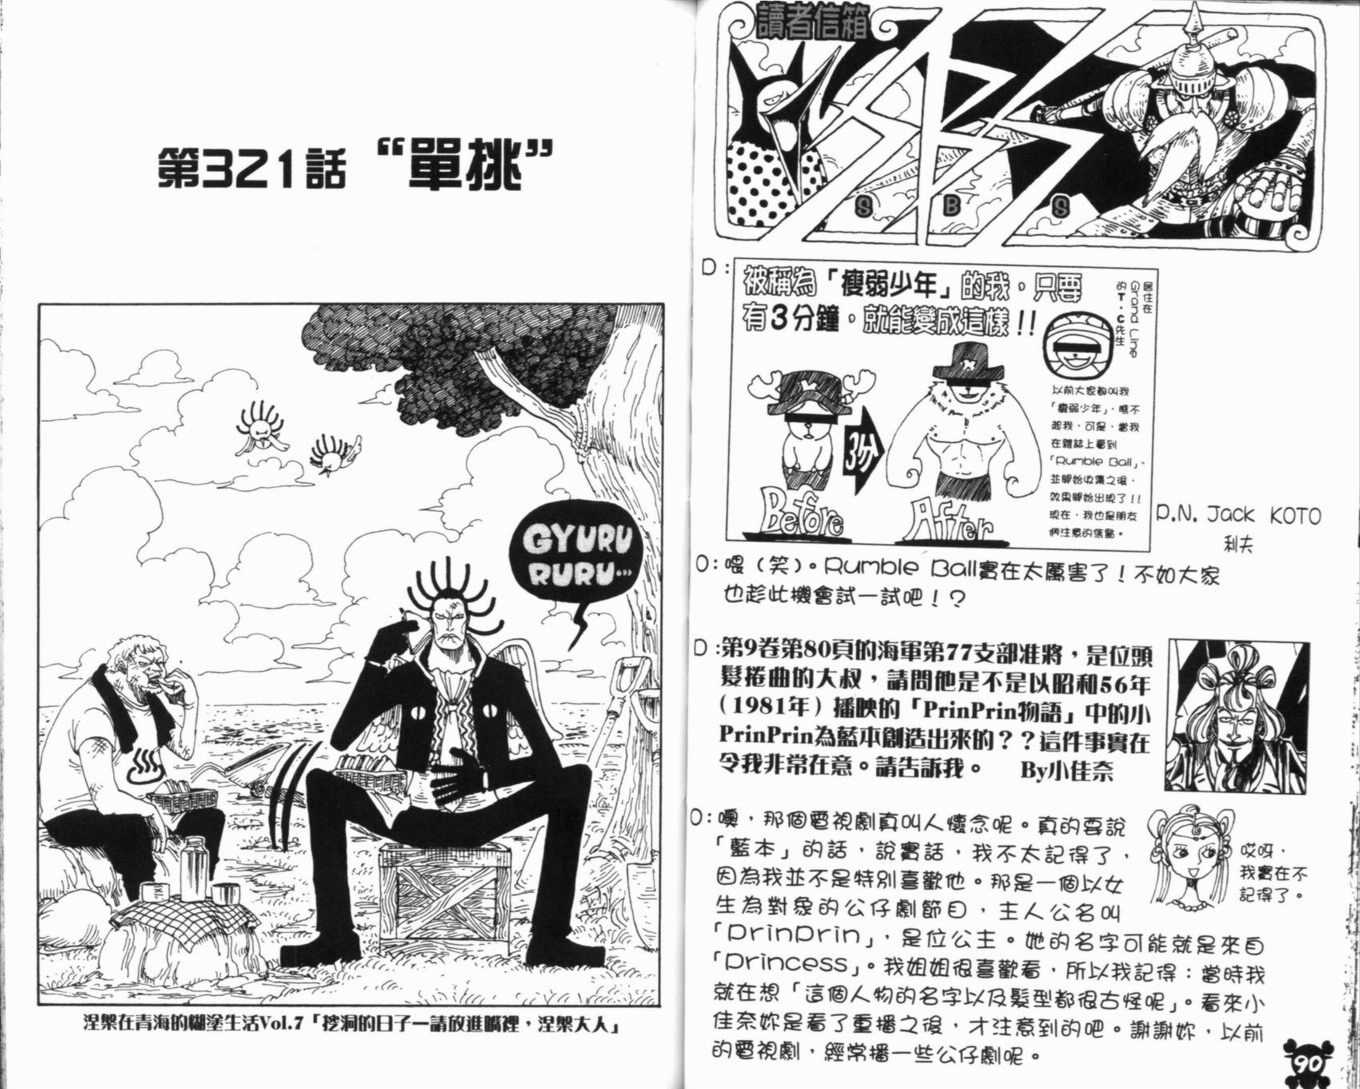 第321話 “單挑”
GYURU
RURU…
涅槃在青海的糊塗生活Vol.7「挖洞的日子—請放進嘴裡，涅槃大人」
讀者信箱
S B S
D：
被稱為「瘦弱少年」的我。只要
有3分鐘。就能變成這樣!!
居住在
Grand Line
的T・C先生
3分
Before
After
以前大家都叫我
「瘦弱少年」，瞧不
起我，可是，當我
在雜誌上看到
「Rumble Ball」，
並開始收集之後，
效果開始出現了!!
現在，我也是朋友
們注意的焦點。
P.N. Jack KOTO
利夫
O：喂（笑）。Rumble Ball實在太厲害了！不如大家
也趁此機會試一試吧！？
D：第9卷第80頁的海軍第77支部准將，是位頭
髮捲曲的大叔，請問他是不是以昭和56年
（1981年）播映的「PrinPrin物語」中的小
PrinPrin為藍本創造出來的？？這件事實在
令我非常在意。請告訴我。 By小佳奈
O：噢，那個電視劇真叫人懷念呢。真的要說
「藍本」的話，說實話，我不太記得了，
因為我並不是特別喜歡他。那是一個以女
生為對象的公仔劇節目，主人公名叫
「PrinPrin」，是位公主。她的名字可能就是來自
「Princess」。我姐姐很喜歡看，所以我記得：當時我
就在想「這個人物的名字以及髮型都很古怪呢」。看來小
佳奈妳是看了重播之後，才注意到的吧。謝謝妳，以前
的電視劇，經常播一些公仔劇呢。
哎呀，
我實在不
記得了。
90